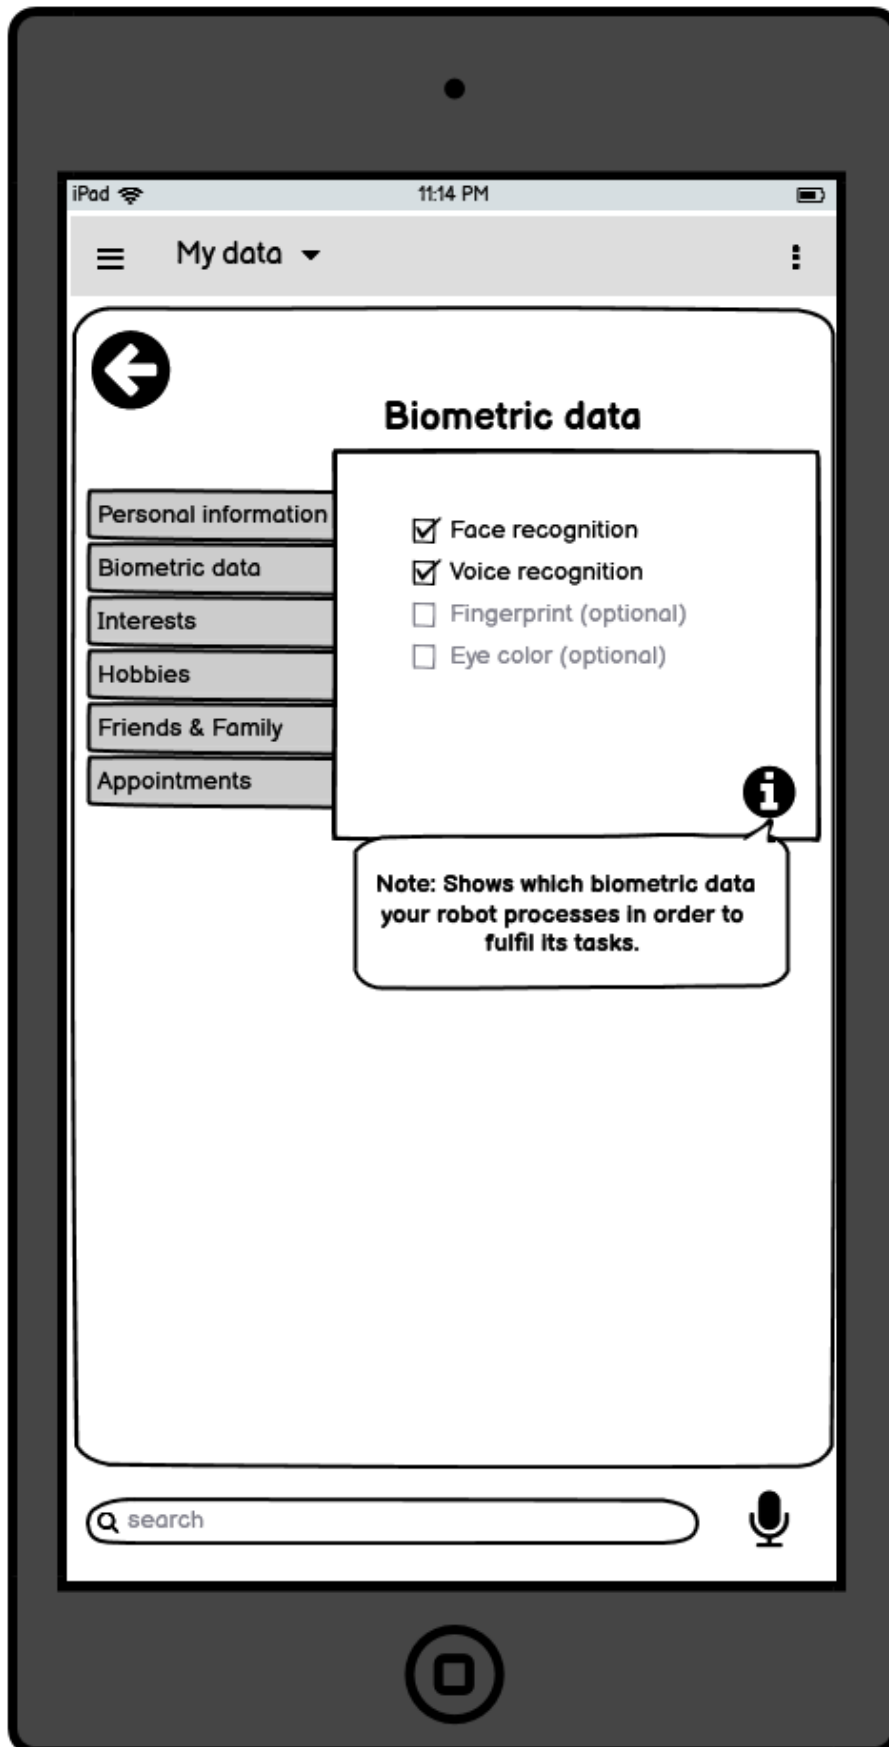 iPad 11:14 PM
My data
Biometric data
Personal information
Biometric data
Interests
Hobbies
Friends & Family
Appointments
Face recognition
Voice recognition
Fingerprint (optional)
Eye color (optional)
Note: Shows which biometric data
your robot processes in order to
fulfil its tasks.
search